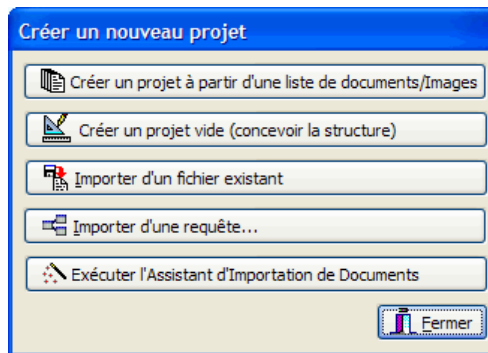 Créer un nouveau projet
Créer un projet à partir d'une liste de documents/Images
Créer un projet vide (concevoir la structure)
Importer d'un fichier existant
Importer d'une requête...
Exécuter l'Assistant d'Importation de Documents
Fermer